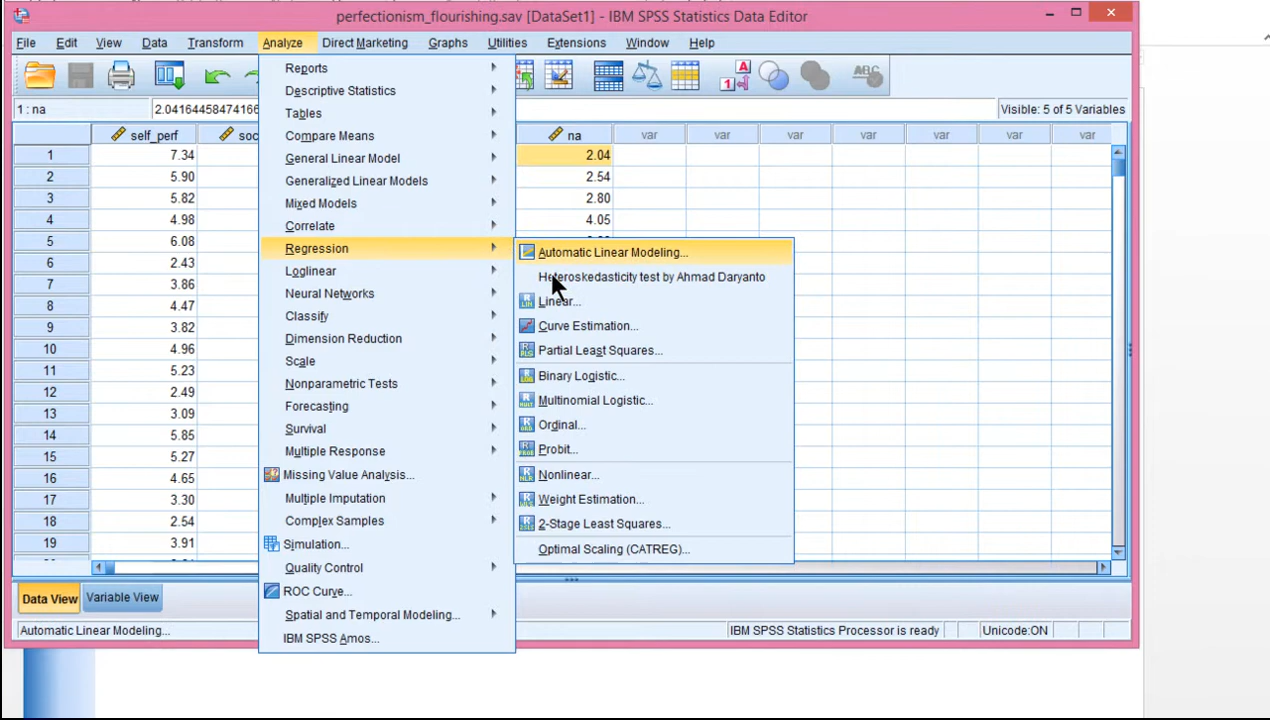 perfectionism_flourishing.sav [DataSet1] - IBM SPSS Statistics Data Editor
File Edit View Data Transform Analyze Direct Marketing Graphs Utilities Extensions Window Help
1 : na 2.04164458474166 Visible: 5 of 5 Variables
self_perf soc na var var var var var var var
1 7.34 2.04
2 5.90 2.54
3 5.82 2.80
4 4.98 4.05
5 6.08
6 2.43
7 3.86
8 4.47
9 3.82
10 4.96
11 5.23
12 2.49
13 3.09
14 5.85
15 5.27
16 4.65
17 3.30
18 2.54
19 3.91
Reports
Descriptive Statistics
Tables
Compare Means
General Linear Model
Generalized Linear Models
Mixed Models
Correlate
Regression
Loglinear
Neural Networks
Classify
Dimension Reduction
Scale
Nonparametric Tests
Forecasting
Survival
Multiple Response
Missing Value Analysis...
Multiple Imputation
Complex Samples
Simulation...
Quality Control
ROC Curve...
Spatial and Temporal Modeling...
IBM SPSS Amos...
Automatic Linear Modeling...
Heteroskedasticity test by Ahmad Daryanto
Linear...
Curve Estimation...
Partial Least Squares...
Binary Logistic...
Multinomial Logistic...
Ordinal...
Probit...
Nonlinear...
Weight Estimation...
2-Stage Least Squares...
Optimal Scaling (CATREG)...
Data View Variable View
Automatic Linear Modeling... IBM SPSS Statistics Processor is ready Unicode:ON